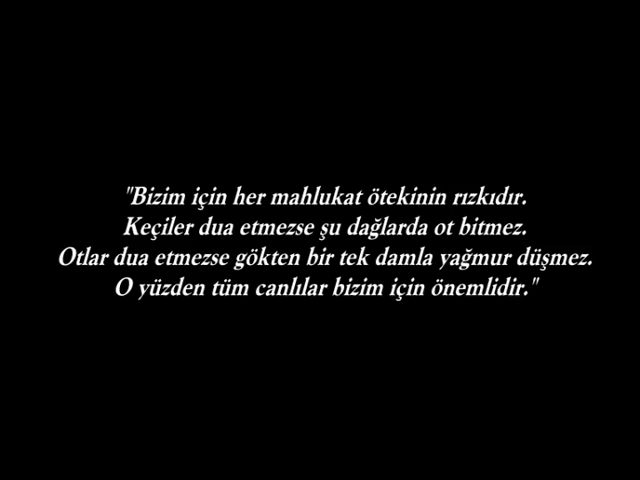 "Bizim için her mahlukat ötekinin rızkıdır.
Keçiler dua etmezse şu dağlarda ot bitmez.
Otlar dua etmezse gökten bir tek damla yağmur düşmez.
O yüzden tüm canlılar bizim için önemlidir."